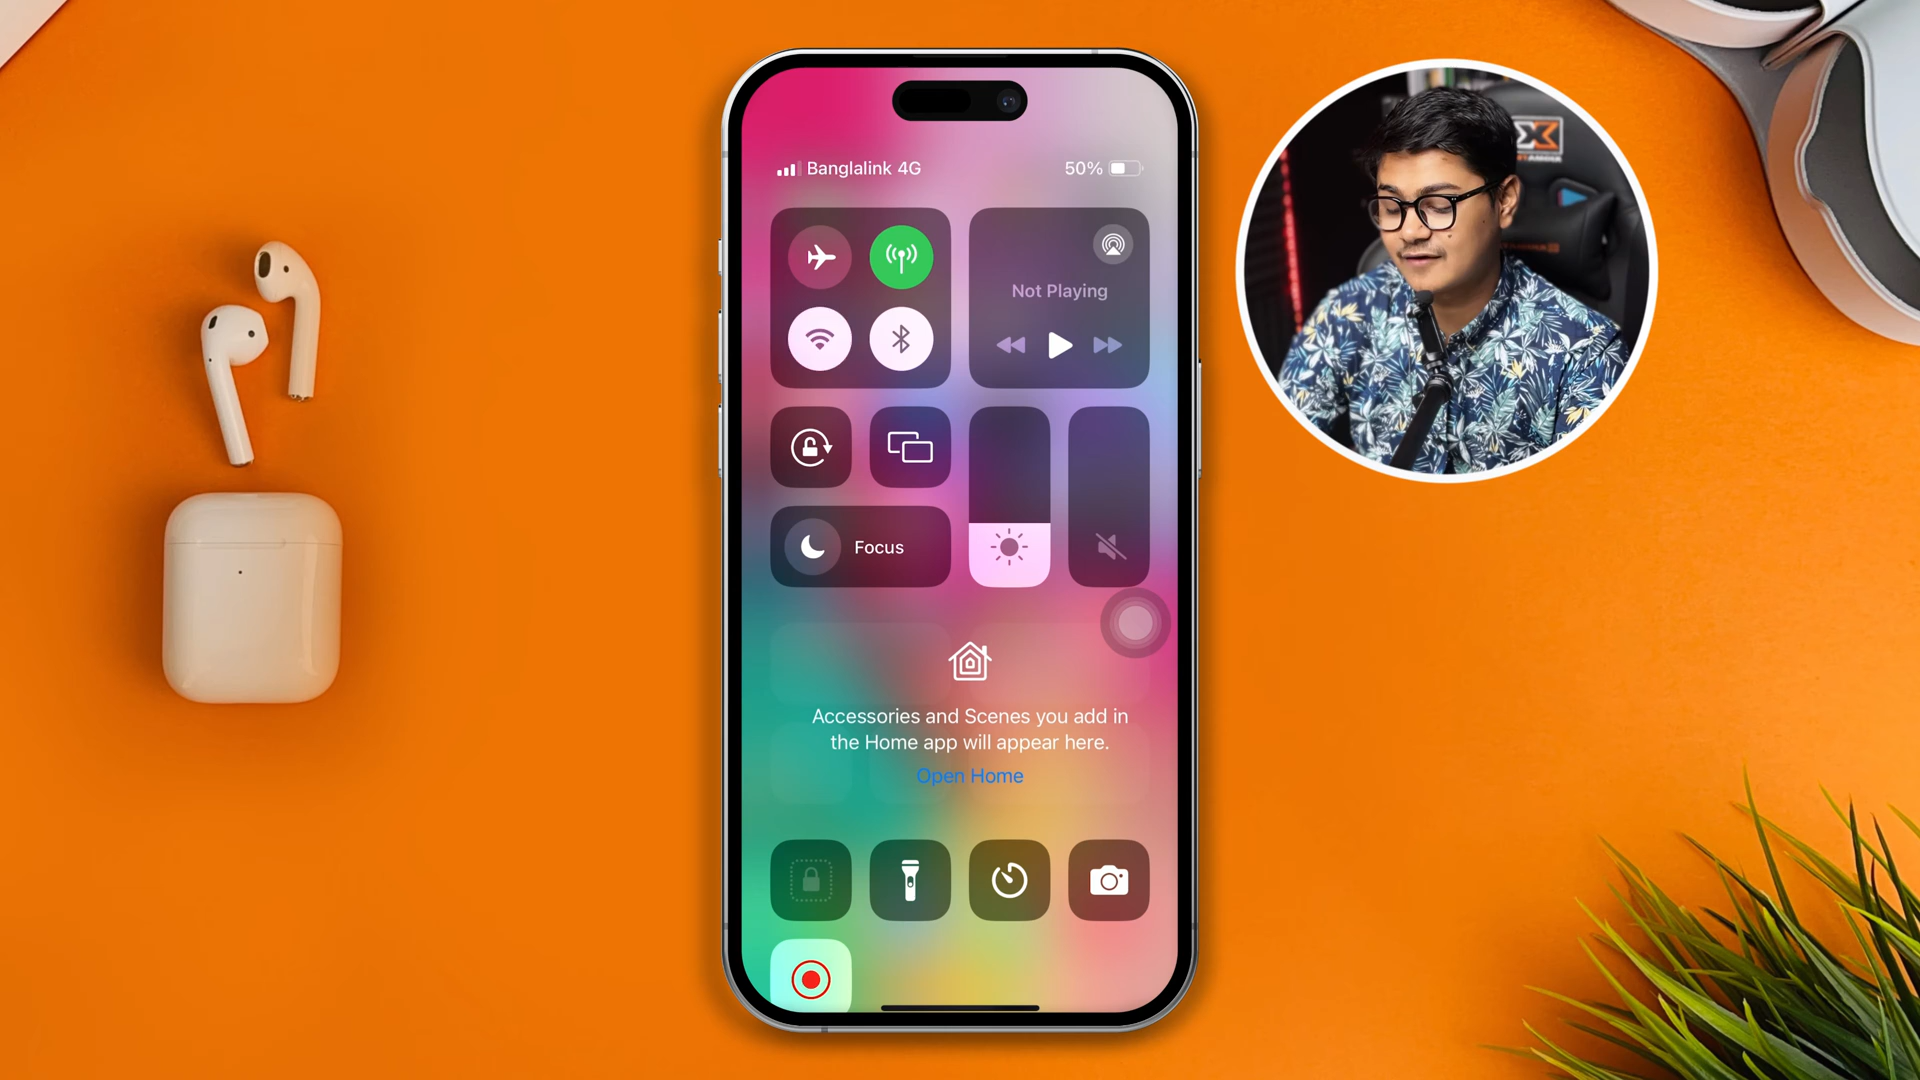 Banglalink 4G
50%
Not Playing
Focus
Accessories and Scenes you add in
the Home app will appear here.
Open Home